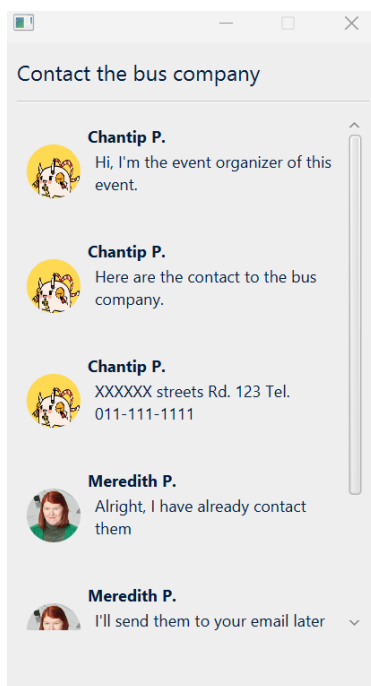 Contact the bus company
Chantip P.
Hi, I'm the event organizer of this
event.
Chantip P.
Here are the contact to the bus
company.
Chantip P.
XXXXXX streets Rd. 123 Tel.
011-111-1111
Meredith P.
Alright, I have already contact
them
Meredith P.
I'll send them to your email later